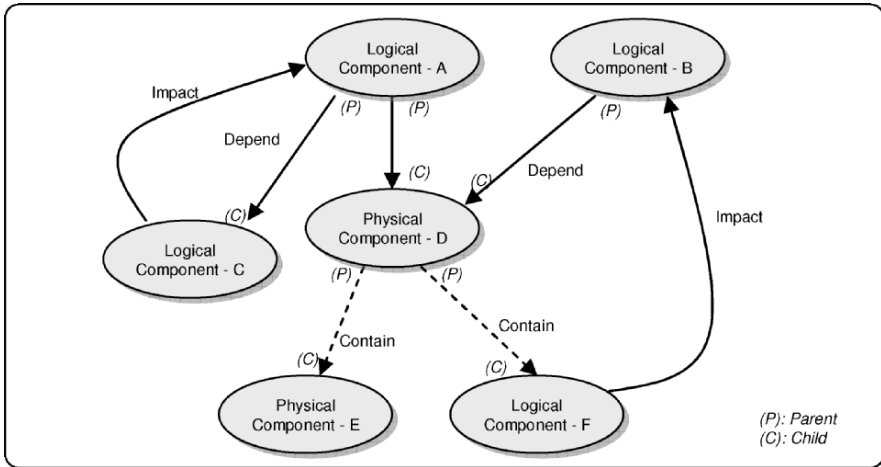 Logical
Component - A
Logical
Component - B
Impact
(P)
(P)
(P)
Depend
(C)
(C)
Depend
(C)
Physical
Component - D
Impact
Logical
Component - C
(P)
(P)
Contain
Contain
(C)
(C)
Physical
Component - E
Logical
Component - F
(P): Parent
(C): Child